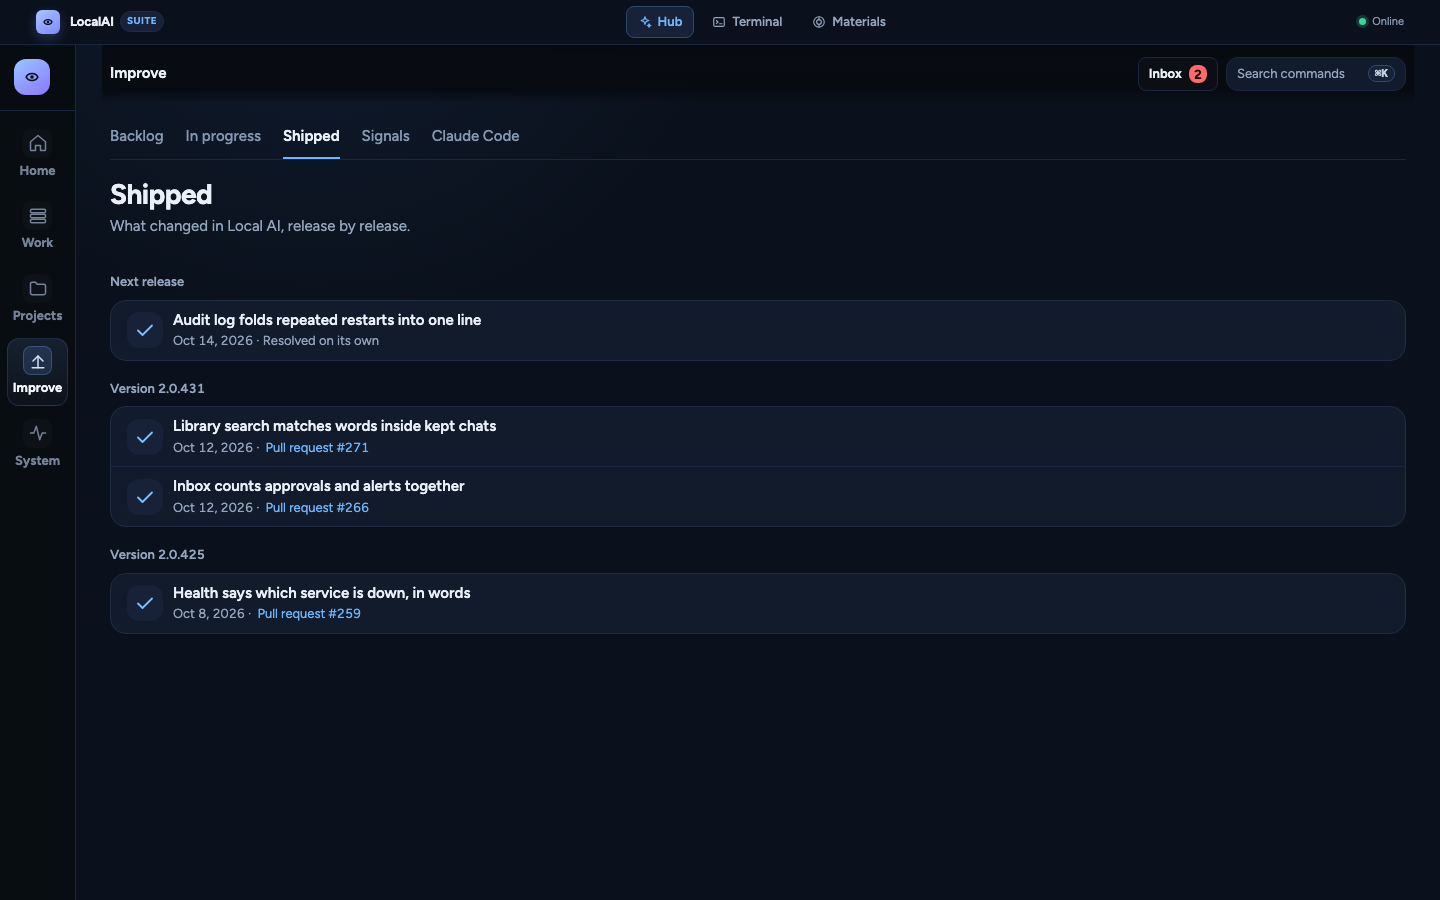 LocalAI SUITE
Hub
Terminal
Materials
Online
Improve
Inbox 2
Search commands ⌘K
Home
Work
Projects
Improve
System
Backlog
In progress
Shipped
Signals
Claude Code
Shipped
What changed in Local AI, release by release.
Next release
Audit log folds repeated restarts into one line
Oct 14, 2026 · Resolved on its own
Version 2.0.431
Library search matches words inside kept chats
Oct 12, 2026 · Pull request #271
Inbox counts approvals and alerts together
Oct 12, 2026 · Pull request #266
Version 2.0.425
Health says which service is down, in words
Oct 8, 2026 · Pull request #259